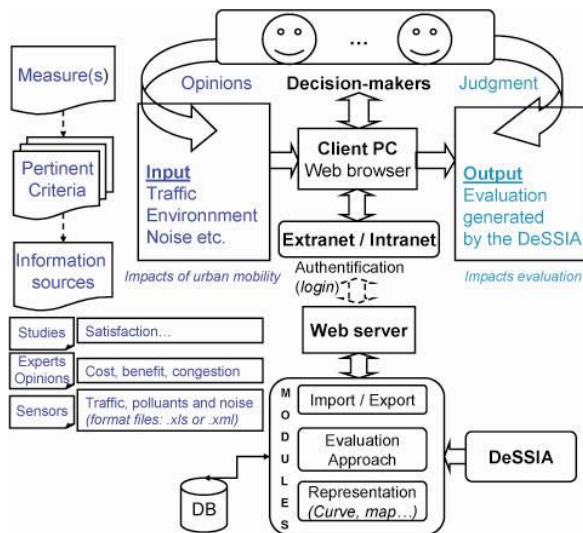 ...
Measure(s)
Opinions
Decision-makers
Judgment
Pertinent
Criteria
Input
Traffic
Environnment
Noise etc.
Client PC
Web browser
Output
Evaluation
generated
by the DeSSIA
Information
sources
Extranet / Intranet
Impacts of urban mobility
Authentification
(login)
Impacts evaluation
Studies
Satisfaction...
Web server
Experts
Opinions
Cost, benefit, congestion
Sensors
Traffic, polluants and noise
(format files: .xls or .xml)
MODULES
Import / Export
Evaluation
Approach
Representation
(Curve, map...)
DeSSIA
DB